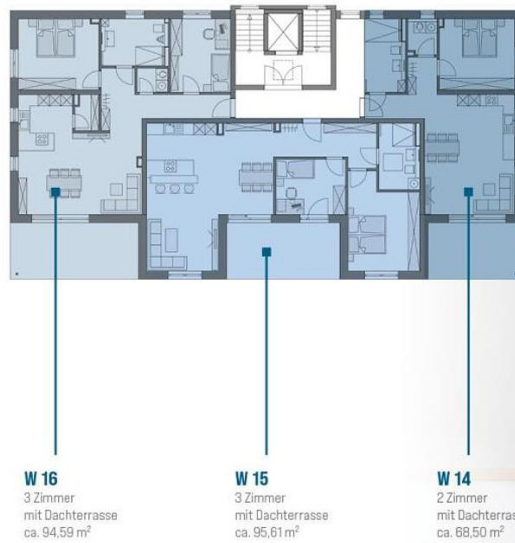 W 16
3 Zimmer
mit Dachterrasse
ca. 94,59 m²
W 15
3 Zimmer
mit Dachterrasse
ca. 95,61 m²
W 14
2 Zimmer
mit Dachterras
ca. 68,50 m²